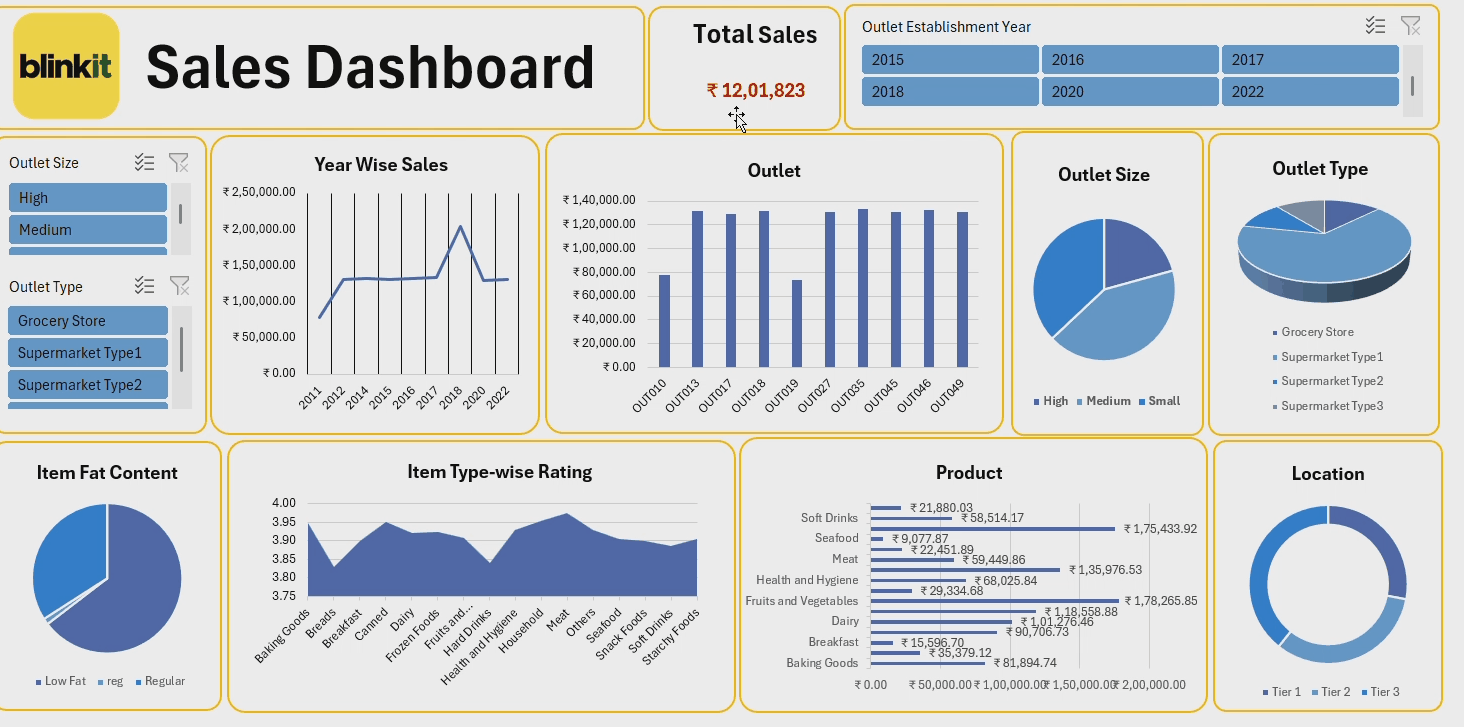 blinkit
Sales Dashboard
Total Sales
₹ 12,01,823
Outlet Establishment Year
2015
2016
2017
2018
2020
2022
Outlet Size
High
Medium
Outlet Type
Grocery Store
Supermarket Type1
Supermarket Type2
Year Wise Sales
₹ 2,50,000.00
₹ 2,00,000.00
₹ 1,50,000.00
₹ 1,00,000.00
₹ 50,000.00
₹ 0.00
2011
2012
2014
2015
2016
2017
2018
2020
2022
Outlet
₹ 1,40,000.00
₹ 1,20,000.00
₹ 1,00,000.00
₹ 80,000.00
₹ 60,000.00
₹ 40,000.00
₹ 20,000.00
₹ 0.00
OUT010
OUT013
OUT017
OUT018
OUT019
OUT027
OUT035
OUT045
OUT046
OUT049
Outlet Size
High Medium Small
Outlet Type
Grocery Store
Supermarket Type1
Supermarket Type2
Supermarket Type3
Item Fat Content
Low Fat reg Regular
Item Type-wise Rating
4.00
3.95
3.90
3.85
3.80
3.75
Baking Goods
Breads
Breakfast
Canned
Dairy
Frozen Foods
Fruits and...
Hard Drinks
Health and Hygiene
Household
Meat
Others
Seafood
Snack Foods
Soft Drinks
Starchy Foods
Product
₹ 21,880.03
Soft Drinks ₹ 58,514.17
₹ 1,75,433.92
Seafood ₹ 9,077.87
₹ 22,451.89
Meat ₹ 59,449.86
₹ 1,35,976.53
Health and Hygiene ₹ 68,025.84
₹ 29,334.68
Fruits and Vegetables ₹ 1,78,265.85
₹ 1,18,558.88
Dairy ₹ 1,01,276.46
₹ 90,706.73
Breakfast ₹ 15,596.70
₹ 35,379.12
Baking Goods ₹ 81,894.74
₹ 0.00 ₹ 50,000.00 ₹ 1,00,000.00 ₹ 1,50,000.00 ₹ 2,00,000.00
Location
Tier 1 Tier 2 Tier 3